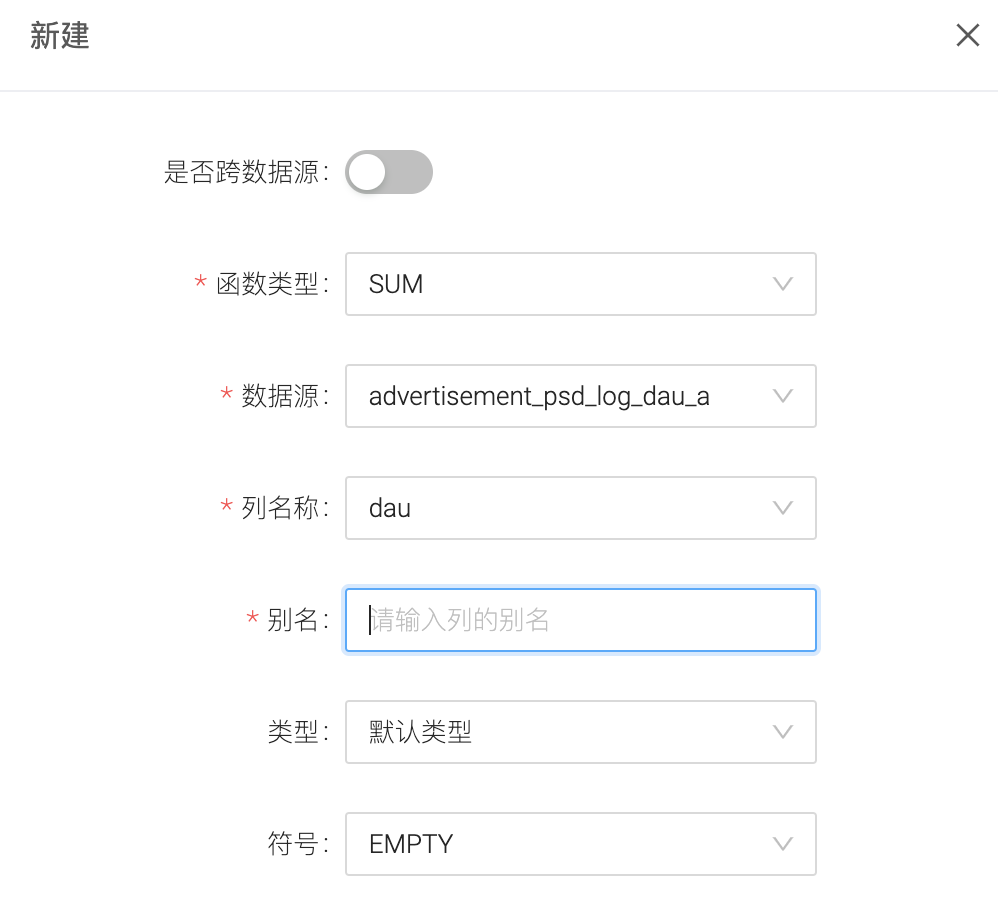 新建
是否跨数据源:
* 函数类型: SUM
* 数据源: advertisement_psd_log_dau_a
* 列名称: dau
* 别名: 请输入列的别名
类型: 默认类型
符号: EMPTY